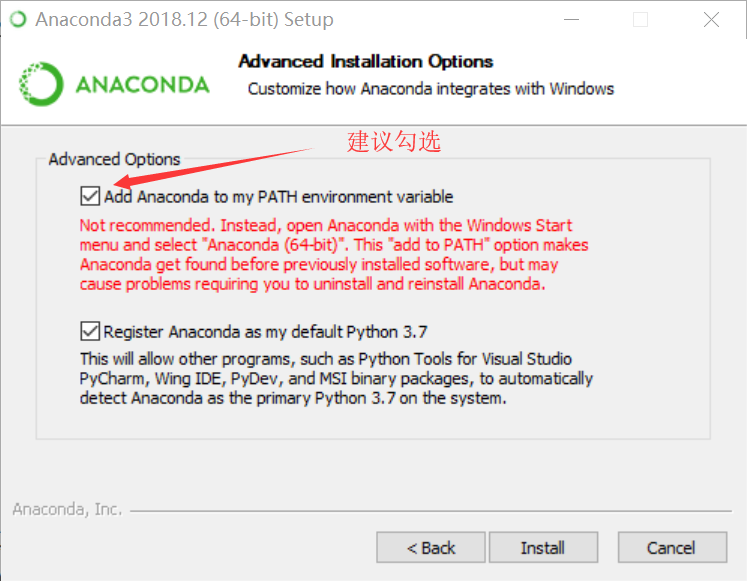 Anaconda3 2018.12 (64-bit) Setup
ANACONDA
Advanced Installation Options
Customize how Anaconda integrates with Windows
建议勾选
Advanced Options
Add Anaconda to my PATH environment variable
Not recommended. Instead, open Anaconda with the Windows Start
menu and select "Anaconda (64-bit)". This "add to PATH" option makes
Anaconda get found before previously installed software, but may
cause problems requiring you to uninstall and reinstall Anaconda.
Register Anaconda as my default Python 3.7
This will allow other programs, such as Python Tools for Visual Studio
PyCharm, Wing IDE, PyDev, and MSI binary packages, to automatically
detect Anaconda as the primary Python 3.7 on the system.
Anaconda, Inc.
< Back
Install
Cancel